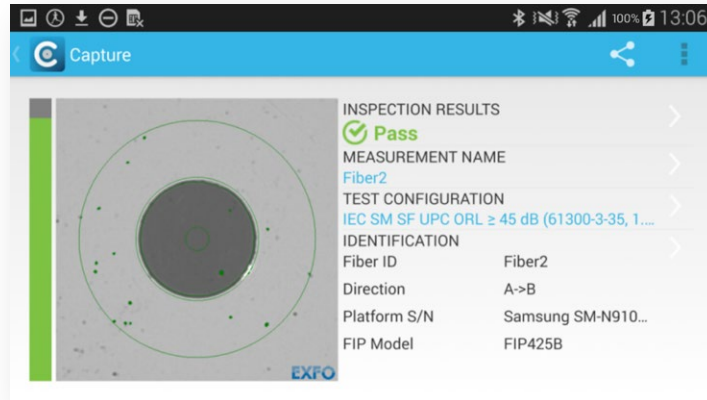 100% 13:06
Capture
INSPECTION RESULTS
Pass
MEASUREMENT NAME
Fiber2
TEST CONFIGURATION
IEC SM SF UPC ORL ≥ 45 dB (61300-3-35, 1....
IDENTIFICATION
Fiber ID Fiber2
Direction A->B
Platform S/N Samsung SM-N910...
FIP Model FIP425B
EXFO